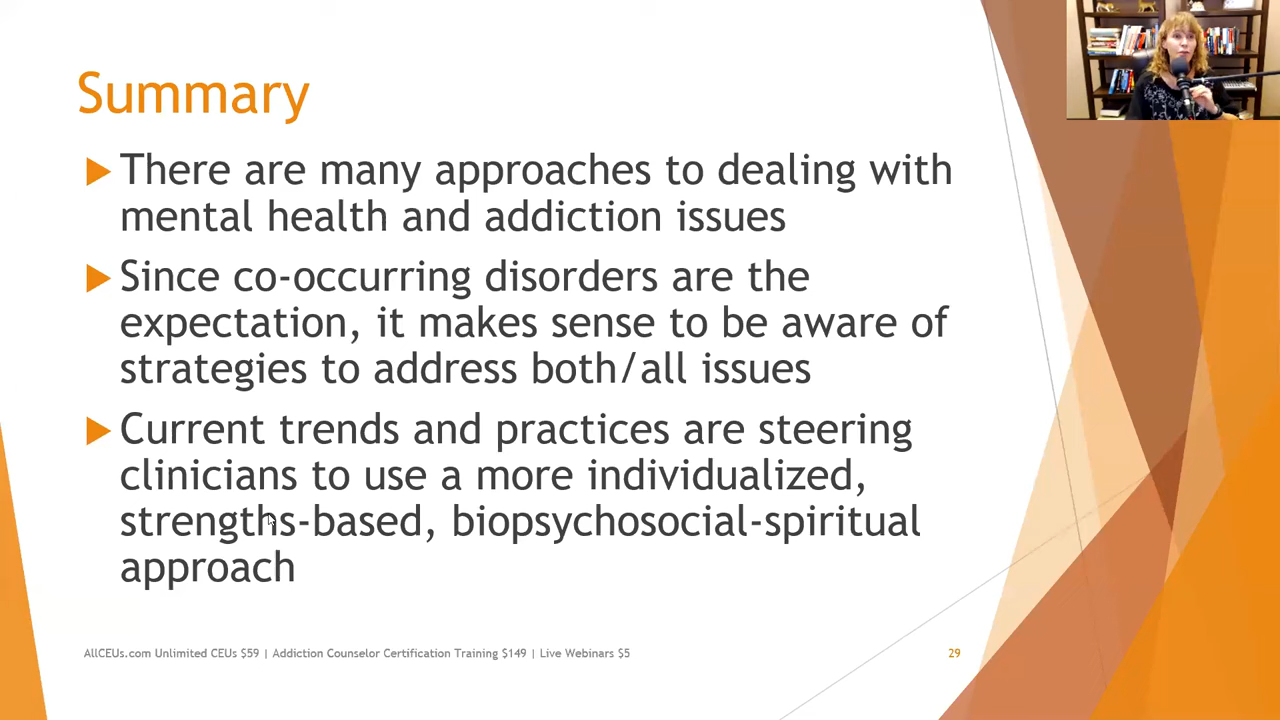 Summary
There are many approaches to dealing with
mental health and addiction issues
Since co-occurring disorders are the
expectation, it makes sense to be aware of
strategies to address both/all issues
Current trends and practices are steering
clinicians to use a more individualized,
strengths-based, biopsychosocial-spiritual
approach
AllCEUs.com Unlimited CEUs $59 | Addiction Counselor Certification Training $149 | Live Webinars $5
29